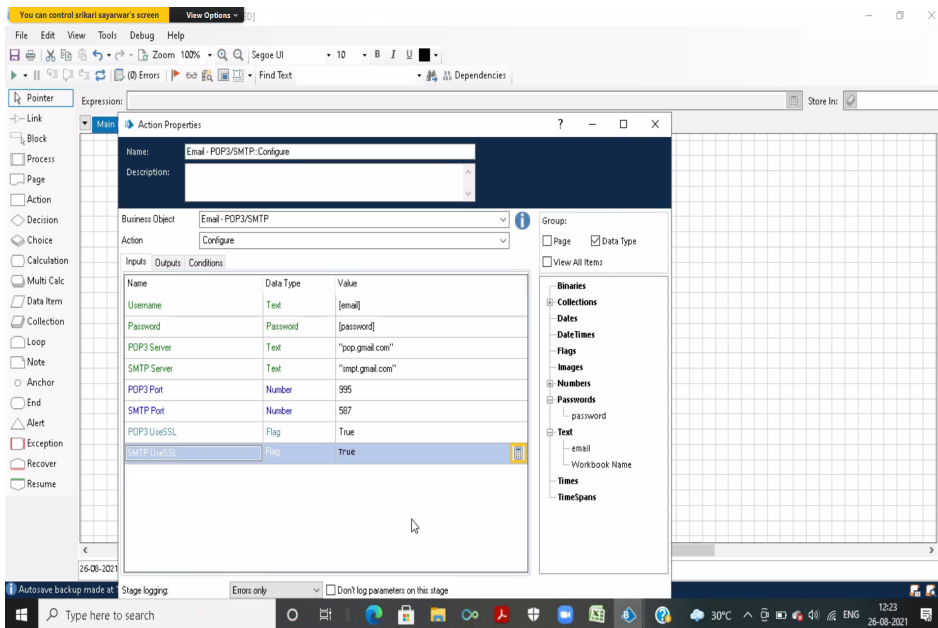 You can control srikari sayarwar's screen View Options ED]
File Edit View Tools Debug Help
Zoom 100% Segoe UI 10 B I U
(0) Errors Find Text Dependencies
Pointer Expression: Store In:
Link
Main
Block
Process
Page
Action
Decision
Choice
Calculation
Multi Calc
Data Item
Collection
Loop
Note
Anchor
End
Alert
Exception
Recover
Resume
Action Properties ?
Name: Email - POP3/SMTP::Configure
Description:
Business Object Email - POP3/SMTP
Action Configure
Inputs Outputs Conditions
Name Data Type Value
Username Text [email]
Password Password [password]
POP3 Server Text "pop.gmail.com"
SMTP Server Text "smpt.gmail.com"
POP3 Port Number 995
SMTP Port Number 587
POP3 UseSSL Flag True
SMTP UseSSL Flag True
Group:
Page Data Type
View All Items
Binaries
Collections
Dates
DateTimes
Flags
Images
Numbers
Passwords
password
Text
email
Workbook Name
Times
TimeSpans
26-08-2021
Autosave backup made at
Stage logging: Errors only Don't log parameters on this stage
Type here to search
30°C ENG 12:23
26-08-2021